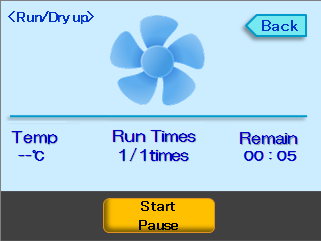 <Run/Dry up>
Back
Temp
--℃
Run Times
1/1times
Remain
00 : 05
Start
Pause